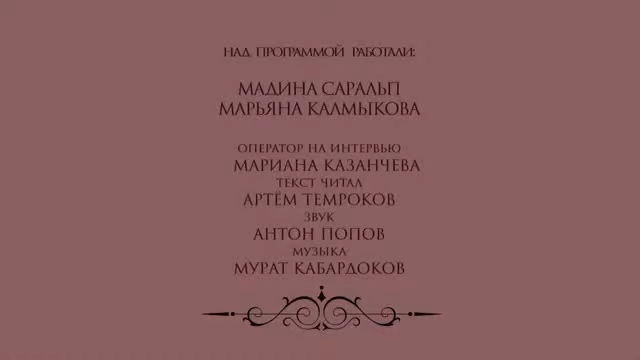 НАД ПРОГРАММОЙ РАБОТАЛИ:
МАДИНА САРАЛЬП
МАРЬЯНА КАЛМЫКОВА
ОПЕРАТОР НА ИНТЕРВЬЮ
МАРИАНА КАЗАНЧЕВА
ТЕКСТ ЧИТАЛ
АРТЁМ ТЕМРОКОВ
ЗВУК
АНТОН ПОПОВ
МУЗЫКА
МУРАТ КАБАРДОКОВ